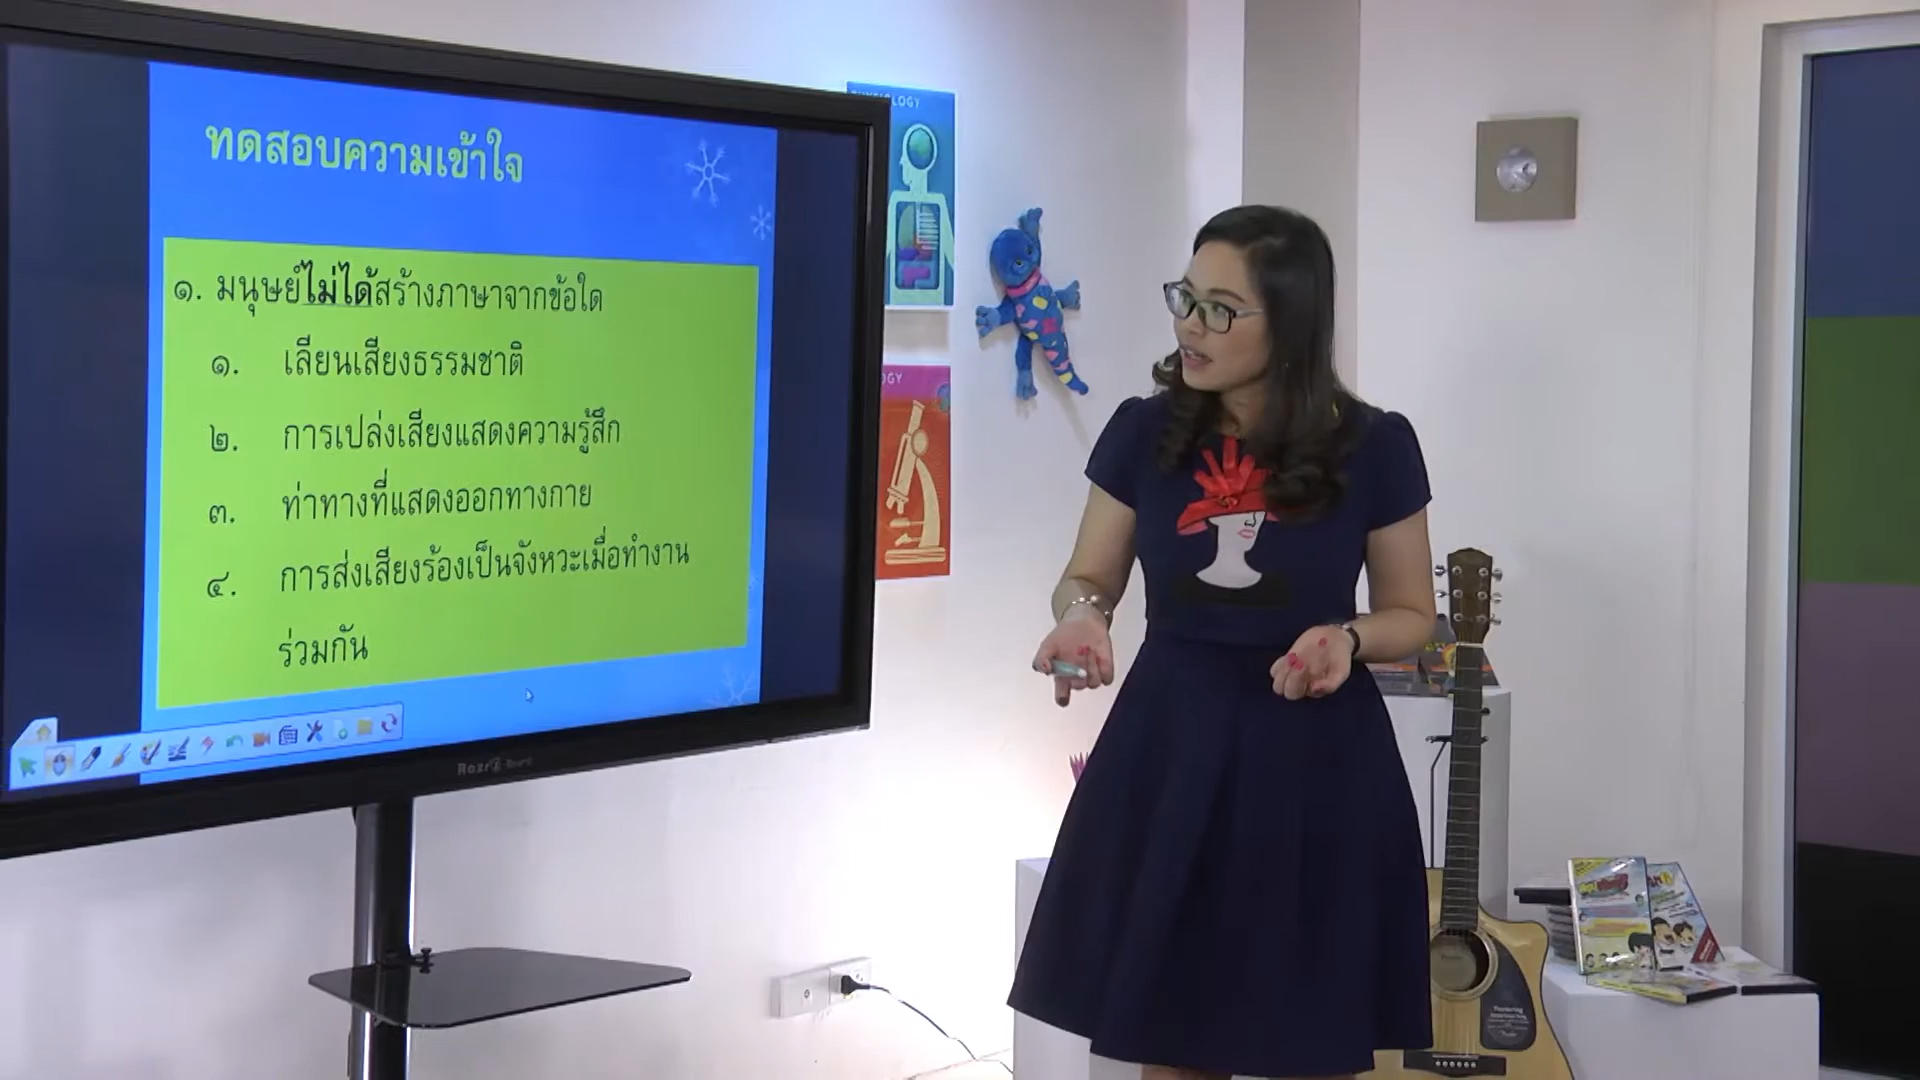 ทดสอบความเข้าใจ
๑. มนุษย์ไม่ได้สร้างภาษาจากข้อใด
๑. เลียนเสียงธรรมชาติ
๒. การเปล่งเสียงแสดงความรู้สึก
๓. ท่าทางที่แสดงออกทางกาย
๔. การส่งเสียงร้องเป็นจังหวะเมื่อทำงาน
ร่วมกัน